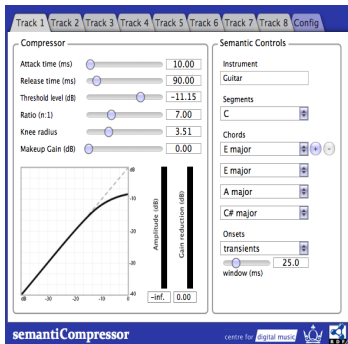 Track 1 Track 2 Track 3 Track 4 Track 5 Track 6 Track 7 Track 8 Config
Compressor
Attack time (ms) 10.00
Release time (ms) 90.00
Threshold level (dB) -11.15
Ratio (n:1) 7.00
Knee radius 3.51
Makeup Gain (dB) 0.00
dB
-10
-20
-30
-40
dB -30 -20 -10
Amplitude (dB)
Gain reduction (dB)
-inf. 0.00
Semantic Controls
Instrument
Guitar
Segments
C
Chords
E major + -
E major
A major
C# major
Onsets
transients
25.0
window (ms)
semantiCompressor
centre for digital music
RDF